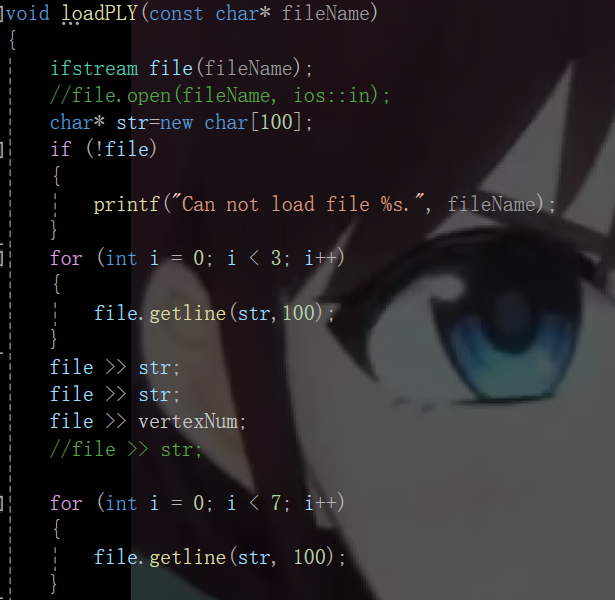 void loadPLY(const char* fileName)
{
ifstream file(fileName);
//file.open(fileName, ios::in);
char* str=new char[100];
if (!file)
{
printf("Can not load file %s.", fileName);
}
for (int i = 0; i < 3; i++)
{
file.getline(str,100);
}
file >> str;
file >> str;
file >> vertexNum;
//file >> str;
for (int i = 0; i < 7; i++)
{
file.getline(str, 100);
}